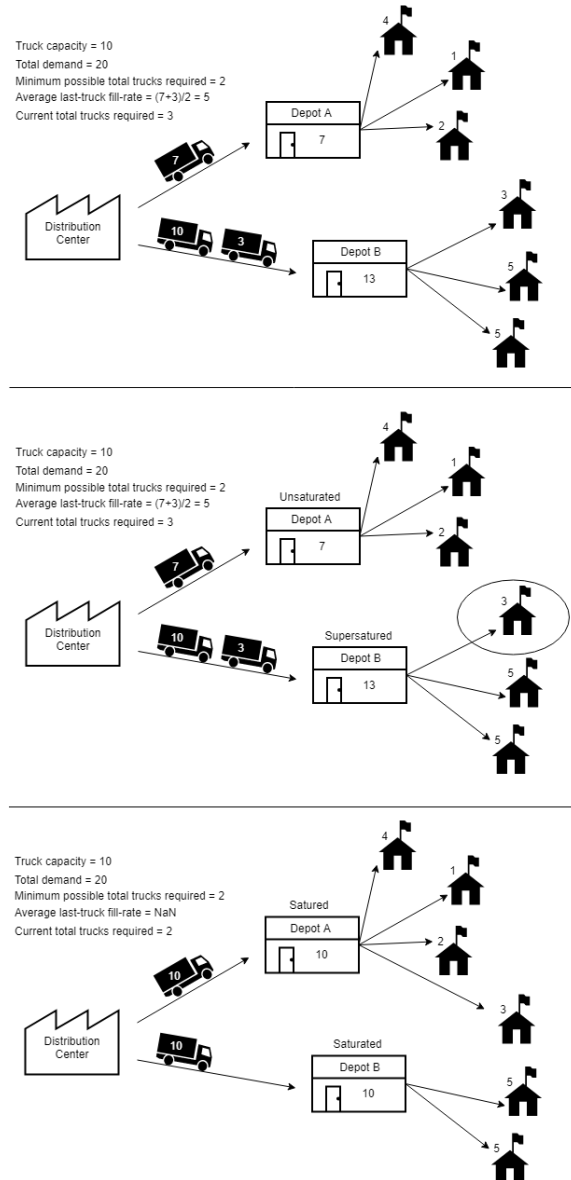 Truck capacity = 10
Total demand = 20
Minimum possible total trucks required = 2
Average last-truck fill-rate = (7+3)/2 = 5
Current total trucks required = 3
4
1
2
Depot A
7
7
Distribution
Center
10
3
Depot B
13
3
5
5
Truck capacity = 10
Total demand = 20
Minimum possible total trucks required = 2
Average last-truck fill-rate = (7+3)/2 = 5
Current total trucks required = 3
4
1
2
Unsaturated
Depot A
7
7
Distribution
Center
10
3
Supersatured
Depot B
13
3
5
5
Truck capacity = 10
Total demand = 20
Minimum possible total trucks required = 2
Average last-truck fill-rate = NaN
Current total trucks required = 2
4
1
2
3
Satured
Depot A
10
10
Distribution
Center
10
Saturated
Depot B
10
5
5